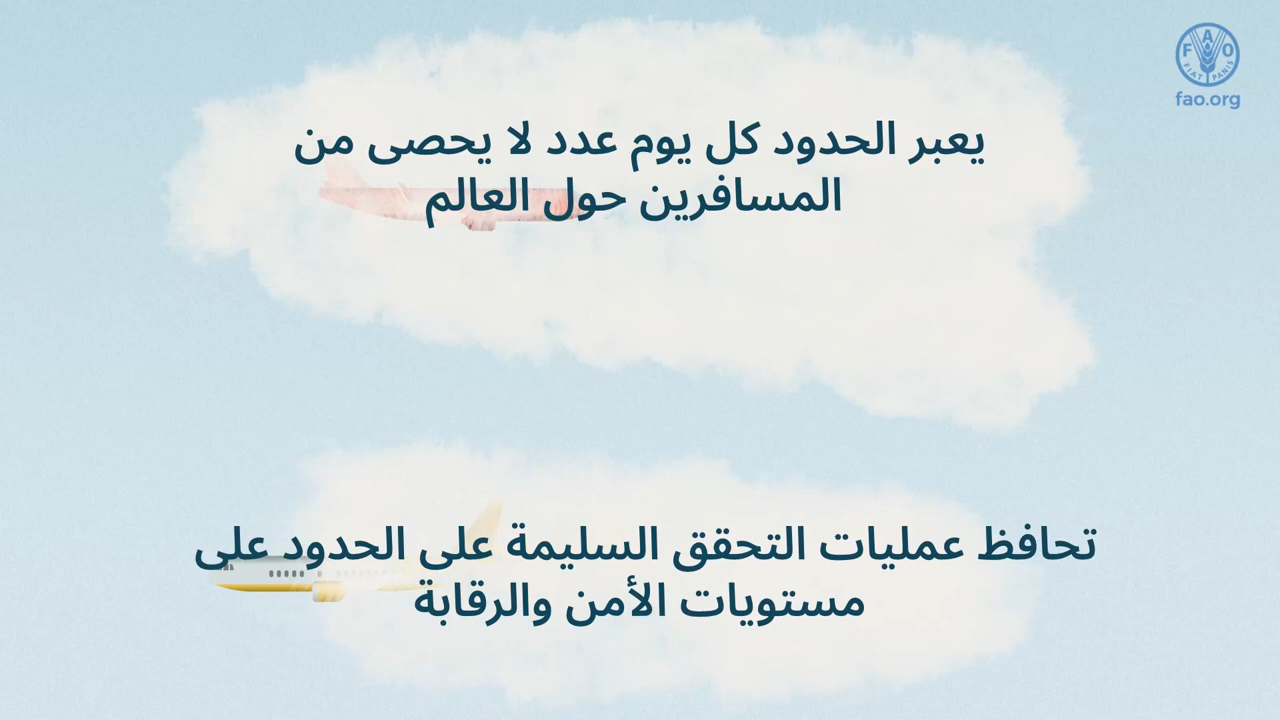 FAO
FIAT PANIS
fao.org
يعبر الحدود كل يوم عدد لا يحصى من
المسافرين حول العالم
تحافظ عمليات التحقق السليمة على الحدود على
مستويات الأمن والرقابة